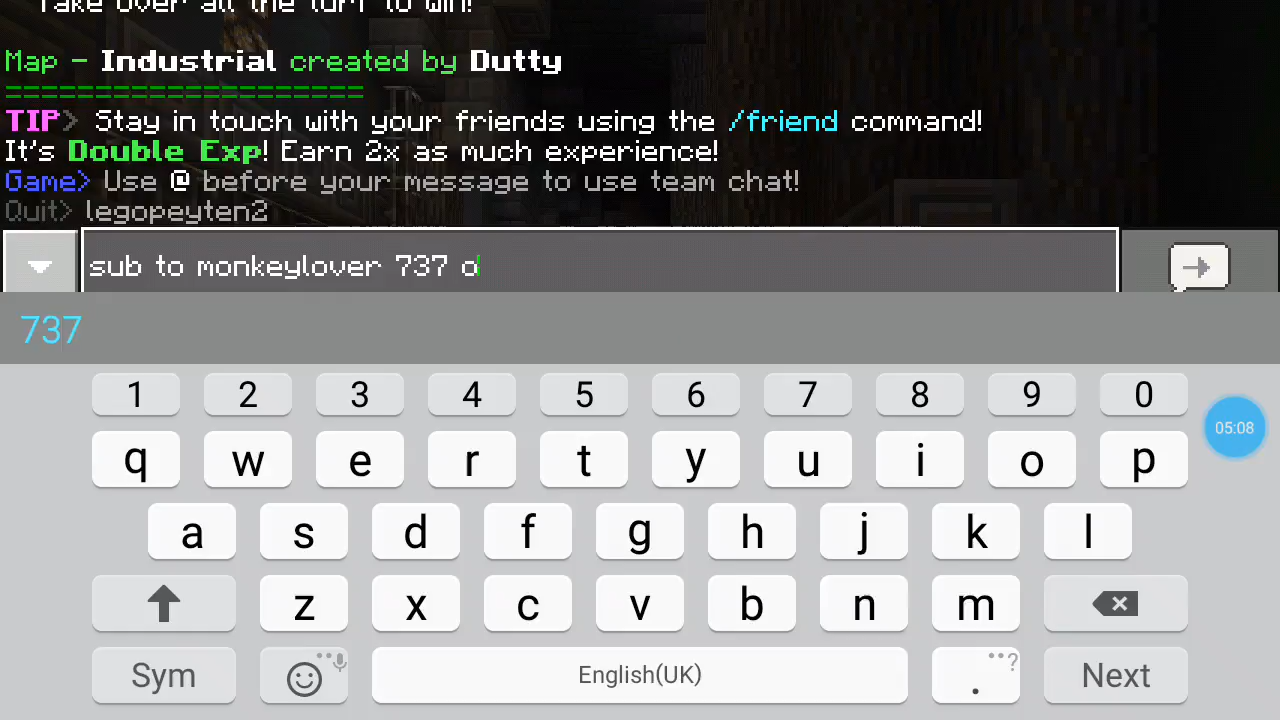 Take over all the turf to win!
Map - Industrial created by Dutty
====================
TIP> Stay in touch with your friends using the /friend command!
It's Double Exp! Earn 2x as much experience!
Game> Use @ before your message to use team chat!
Quit> legopeyten2
sub to monkeylover 737 a
737
1 2 3 4 5 6 7 8 9 0
05:08
q w e r t y u i o p
a s d f g h j k l
z x c v b n m
Sym English(UK) . ? Next